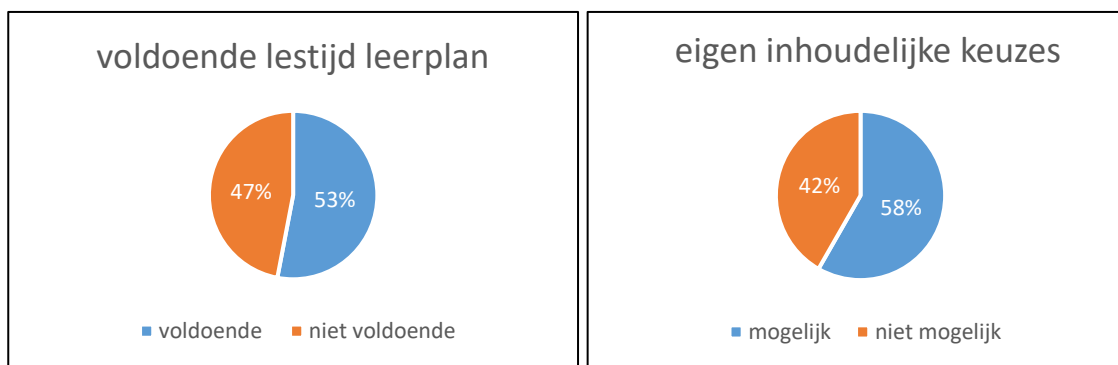 voldoende lestijd leerplan
47%
53%
voldoende
niet voldoende
eigen inhoudelijke keuzes
42%
58%
mogelijk
niet mogelijk